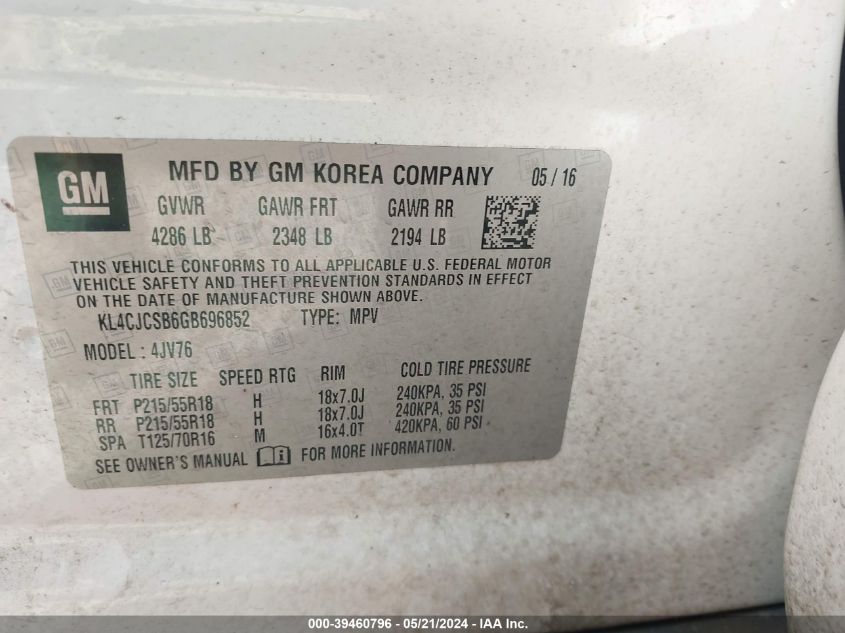 GM
MFD BY GM KOREA COMPANY 05 / 16
GVWR GAWR FRT GAWR RR
4286 LB 2348 LB 2194 LB
THIS VEHICLE CONFORMS TO ALL APPLICABLE U.S. FEDERAL MOTOR
VEHICLE SAFETY AND THEFT PREVENTION STANDARDS IN EFFECT
ON THE DATE OF MANUFACTURE SHOWN ABOVE.
KL4CJCSB6GB696852 TYPE: MPV
MODEL: 4JV76
TIRE SIZE SPEED RTG RIM COLD TIRE PRESSURE
FRT P215/55R18 H 18x7.0J 240KPA, 35 PSI
RR P215/55R18 H 18x7.0J 240KPA, 35 PSI
SPA T125/70R16 M 16x4.0T 420KPA, 60 PSI
SEE OWNER'S MANUAL FOR MORE INFORMATION.
000-39460796 - 05/21/2024 - IAA Inc.